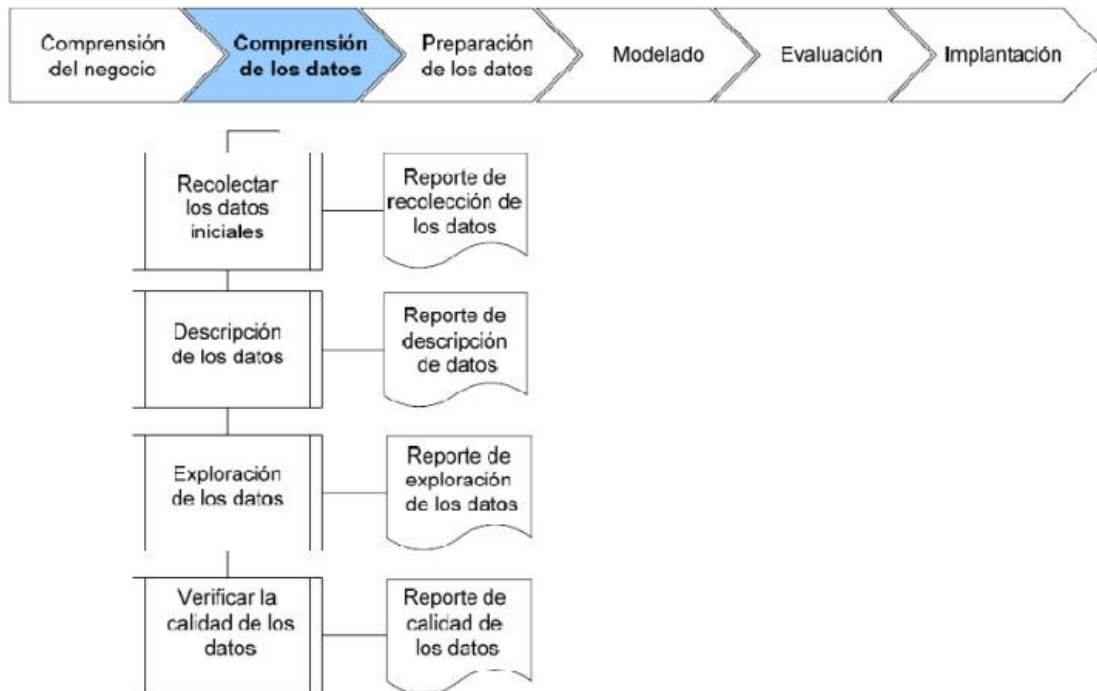 Comprensión
del negocio
Comprensión
de los datos
Preparación
de los datos
Modelado
Evaluación
Implantación
Recolectar
los datos
iniciales
Reporte de
recolección de
los datos
Descripción
de los datos
Reporte de
descripción
de datos
Exploración
de los datos
Reporte de
exploración
de los datos
Verificar la
calidad de los
datos
Reporte de
calidad de
los datos